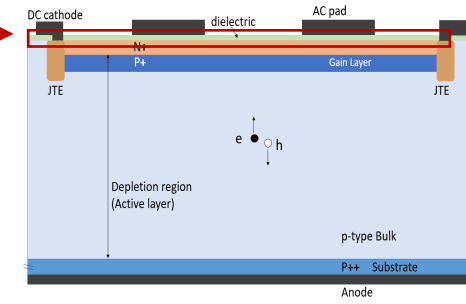 DC cathode
AC pad
dielectric
N+
P+
Gain Layer
JTE
JTE
e
h
Depletion region
(Active layer)
p-type Bulk
P++ Substrate
Anode